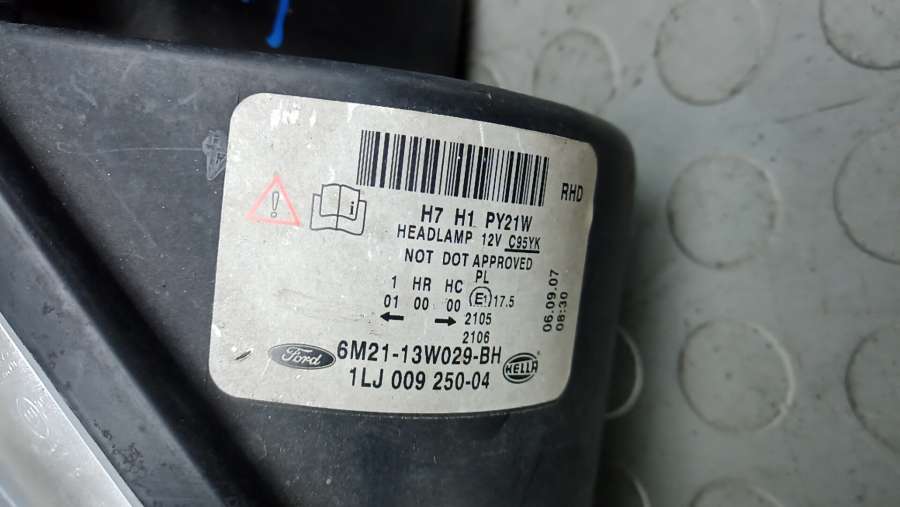 RHD
H7 H1 PY21W
HEADLAMP 12V C95YK
NOT DOT APPROVED
PL
1 HR HC
01 00 00 E1 17.5
2105
2106
06.09.07
08:30
Ford 6M21-13W029-BH
1LJ 009 250-04 HELLA